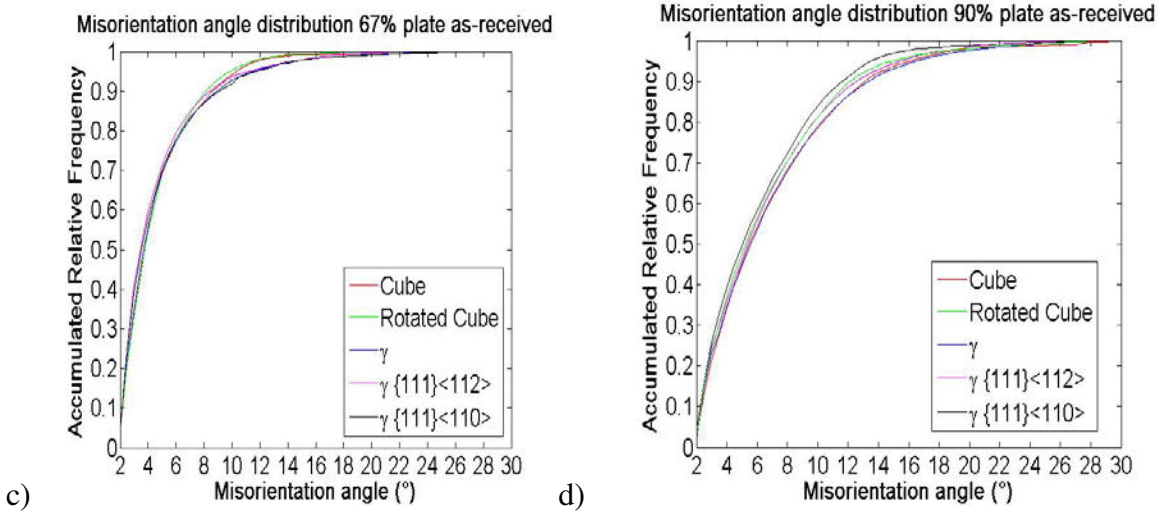 Misorientation angle distribution 67% plate as-received
Accumulated Relative Frequency
1
0.9
0.8
0.7
0.6
0.5
0.4
0.3
0.2
0.1
0
Cube
Rotated Cube
γ
γ {111}<112>
γ {111}<110>
2 4 6 8 10 12 14 16 18 20 22 24 26 28 30
Misorientation angle (°)
c)
Misorientation angle distribution 90% plate as-received
Accumulated Relative Frequency
1
0.9
0.8
0.7
0.6
0.5
0.4
0.3
0.2
0.1
0
Cube
Rotated Cube
γ
γ {111}<112>
γ {111}<110>
2 4 6 8 10 12 14 16 18 20 22 24 26 28 30
Misorientation angle (°)
d)